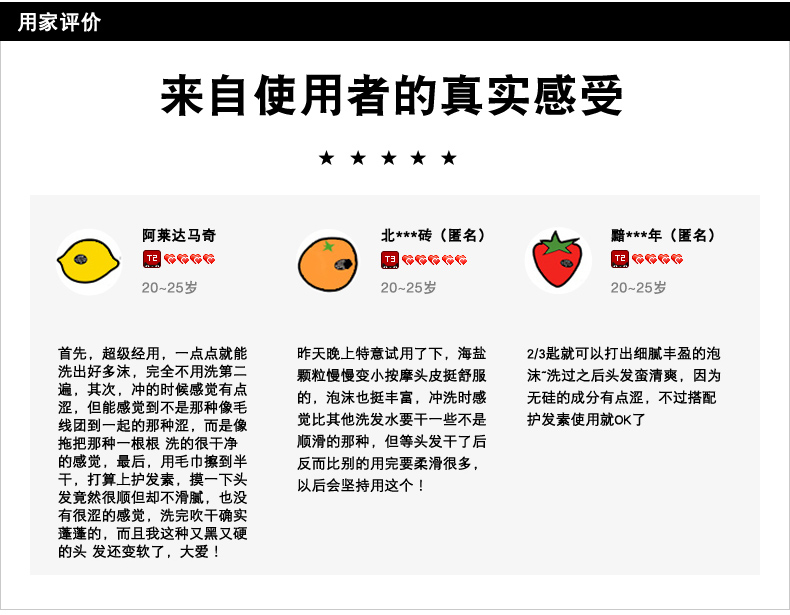 用家评价
来自使用者的真实感受
★ ★ ★ ★ ★
阿莱达马奇
T2
20~25岁
首先，超级经用，一点点就能
洗出好多沫，完全不用洗第二
遍，其次，冲的时候感觉有点
涩，但能感觉到不是那种像毛
线团到一起的那种涩，而是像
拖把那种一根根 洗的很干净
的感觉，最后，用毛巾擦到半
干，打算上护发素，摸一下头
发竟然很顺但却不滑腻，也没
有很涩的感觉，洗完吹干确实
蓬蓬的，而且我这种又黑又硬
的头 发还变软了，大爱！
北***砖（匿名）
T3
20~25岁
昨天晚上特意试用了下，海盐
颗粒慢慢变小按摩头皮挺舒服
的，泡沫也挺丰富，冲洗时感
觉比其他洗发水要干一些不是
顺滑的那种，但等头发干了后
反而比别的用完要柔滑很多，
以后会坚持用这个！
黯***年（匿名）
T2
20~25岁
2/3匙就可以打出细腻丰盈的泡
沫~洗过之后头发蛮清爽，因为
无硅的成分有点涩，不过搭配
护发素使用就OK了